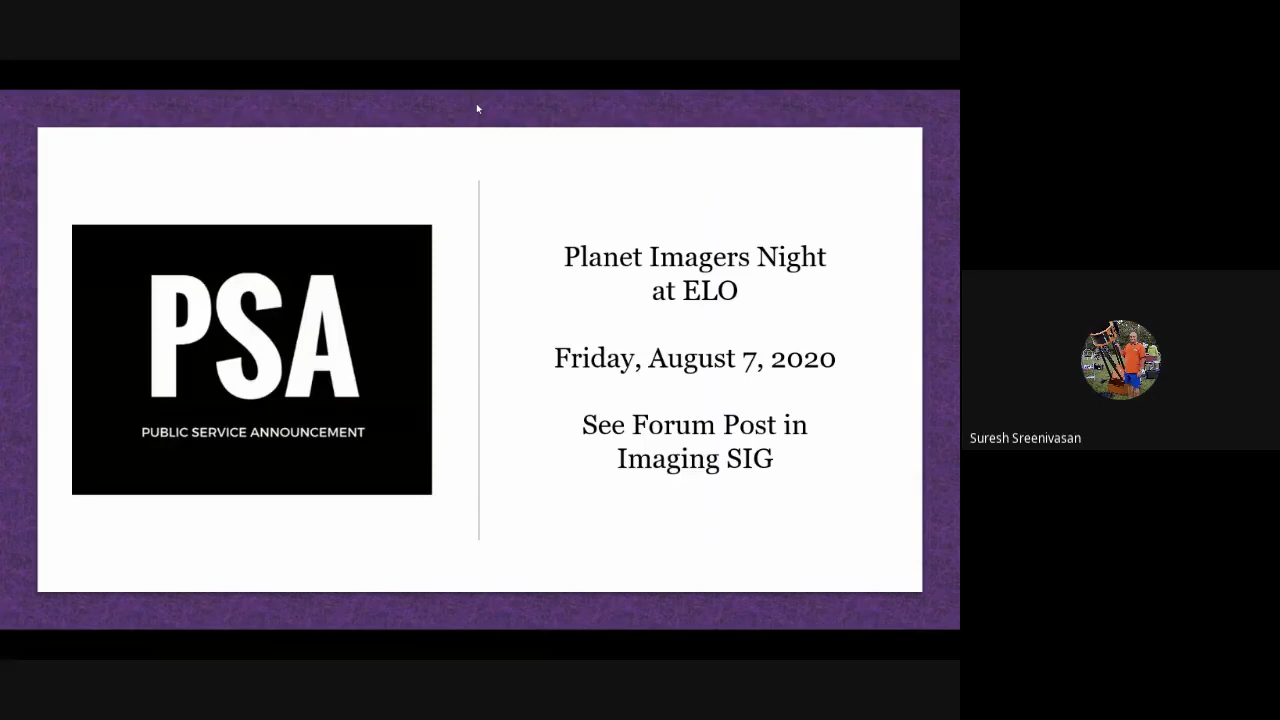 PSA
PUBLIC SERVICE ANNOUNCEMENT
Planet Imagers Night
at ELO
Friday, August 7, 2020
See Forum Post in
Imaging SIG
Suresh Sreenivasan